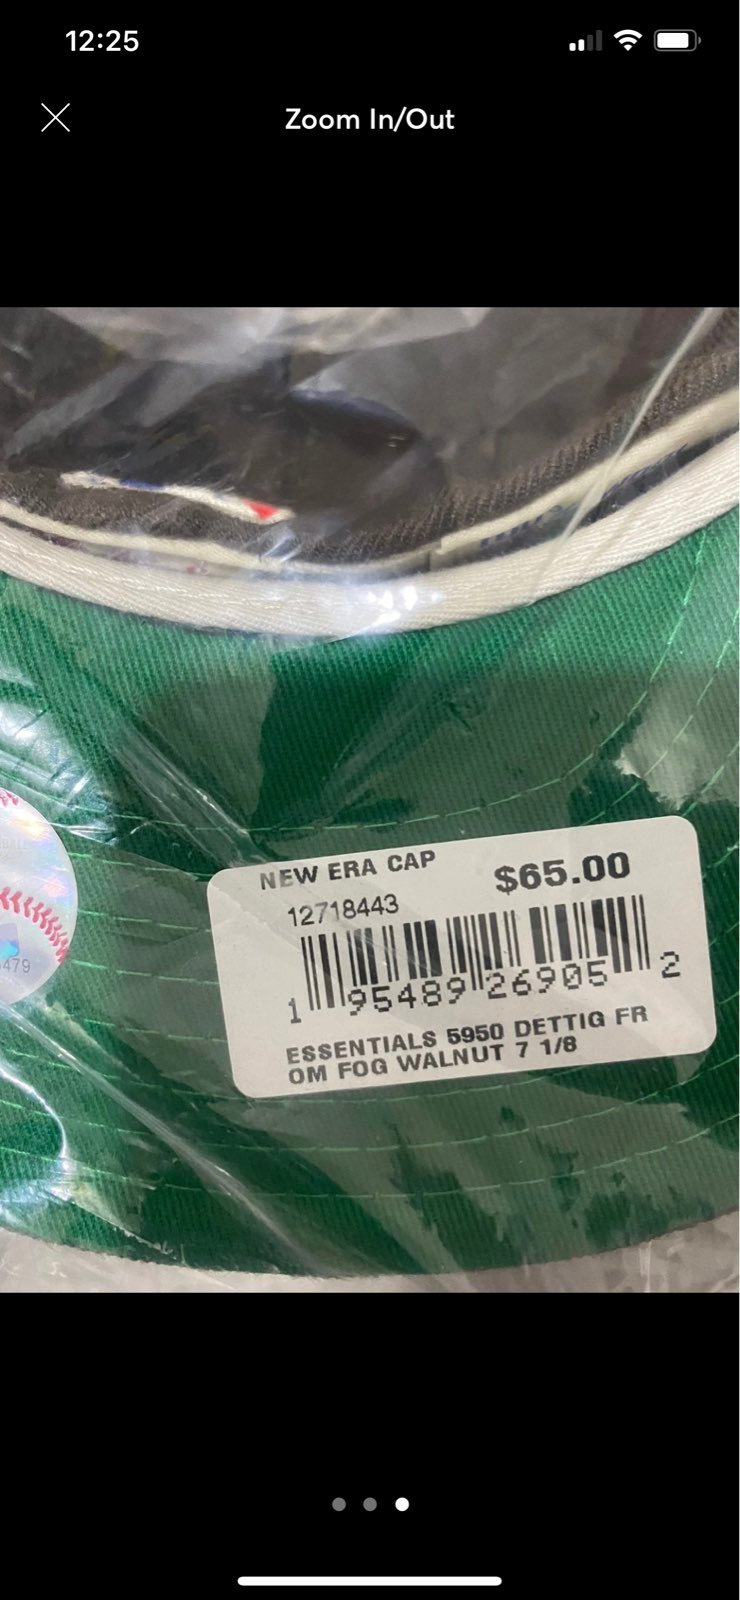 12:25
Zoom In/Out
NEW ERA CAP
$65.00
12718443
1 95489 26905 2
ESSENTIALS 5950 DETTIG FR
OM FOG WALNUT 7 1/8
479